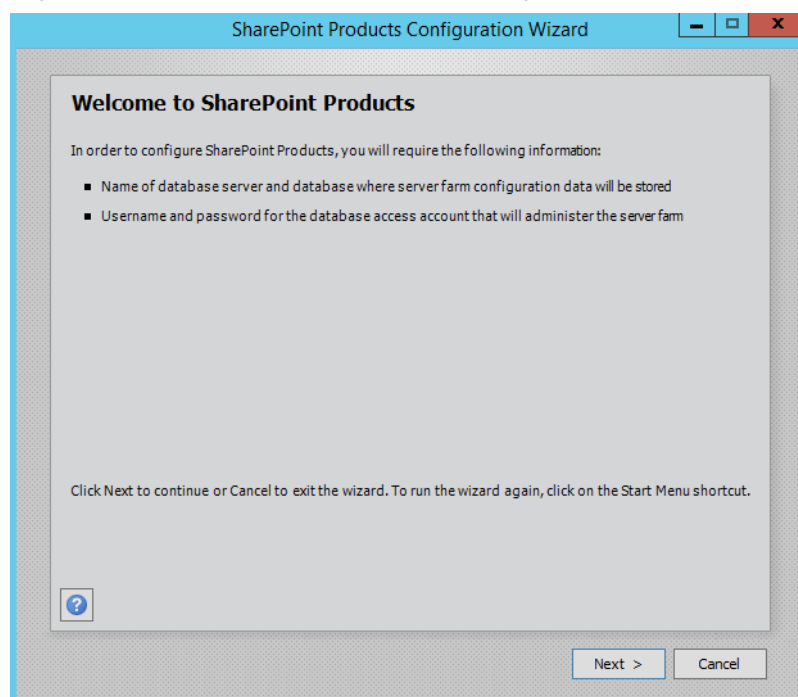 SharePoint Products Configuration Wizard
Welcome to SharePoint Products
In order to configure SharePoint Products, you will require the following information:
Name of database server and database where server farm configuration data will be stored
Username and password for the database access account that will administer the server farm
Click Next to continue or Cancel to exit the wizard. To run the wizard again, click on the Start Menu shortcut.
Next >
Cancel